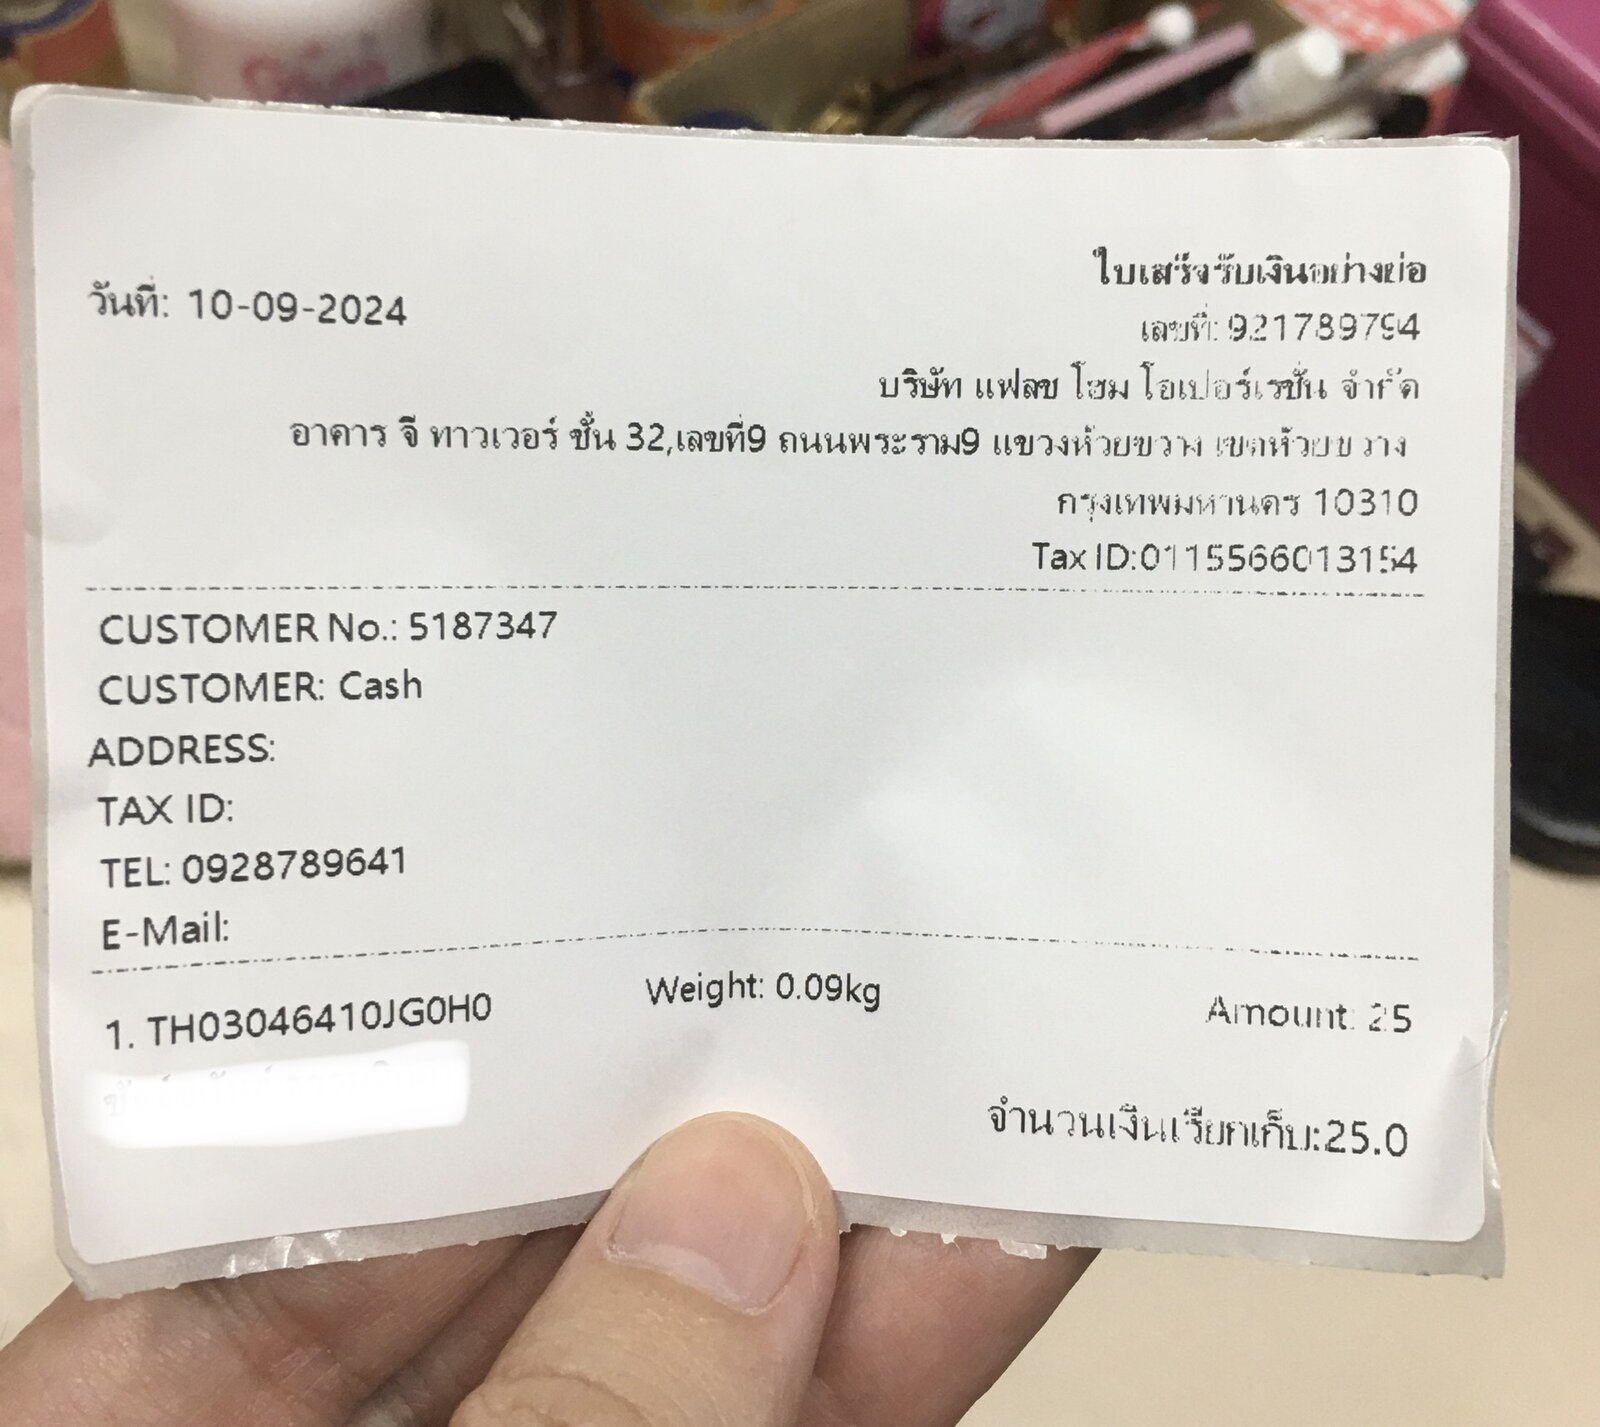 ใบเสร็จรับเงินอย่างย่อ
วันที่: 10-09-2024
เลขที่: 921789794
บริษัท แฟลช โฮม โอเปอร์เรชั่น จำกัด
อาคาร จี ทาวเวอร์ ชั้น 32,เลขที่9 ถนนพระราม9 แขวงห้วยขวาง เขตห้วยขวาง
กรุงเทพมหานคร 10310
Tax ID:0115566013154
CUSTOMER No.: 5187347
CUSTOMER: Cash
ADDRESS:
TAX ID:
TEL: 0928789641
E-Mail:
1. TH03046410JG0H0 Weight: 0.09kg Amount: 25
จำนวนเงินเรียกเก็บ:25.0